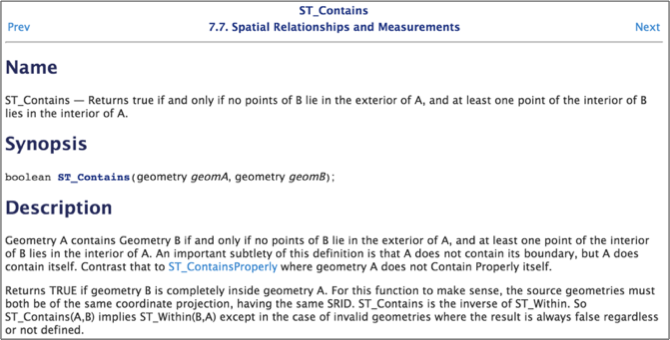 ST_Contains
Prev 7.7. Spatial Relationships and Measurements Next
Name
ST_Contains — Returns true if and only if no points of B lie in the exterior of A, and at least one point of the interior of B
lies in the interior of A.
Synopsis
boolean ST_Contains(geometry geomA, geometry geomB);
Description
Geometry A contains Geometry B if and only if no points of B lie in the exterior of A, and at least one point of the interior
of B lies in the interior of A. An important subtlety of this definition is that A does not contain its boundary, but A does
contain itself. Contrast that to ST_ContainsProperly where geometry A does not Contain Properly itself.
Returns TRUE if geometry B is completely inside geometry A. For this function to make sense, the source geometries must
both be of the same coordinate projection, having the same SRID. ST_Contains is the inverse of ST_Within. So
ST_Contains(A,B) implies ST_Within(B,A) except in the case of invalid geometries where the result is always false regardless
or not defined.